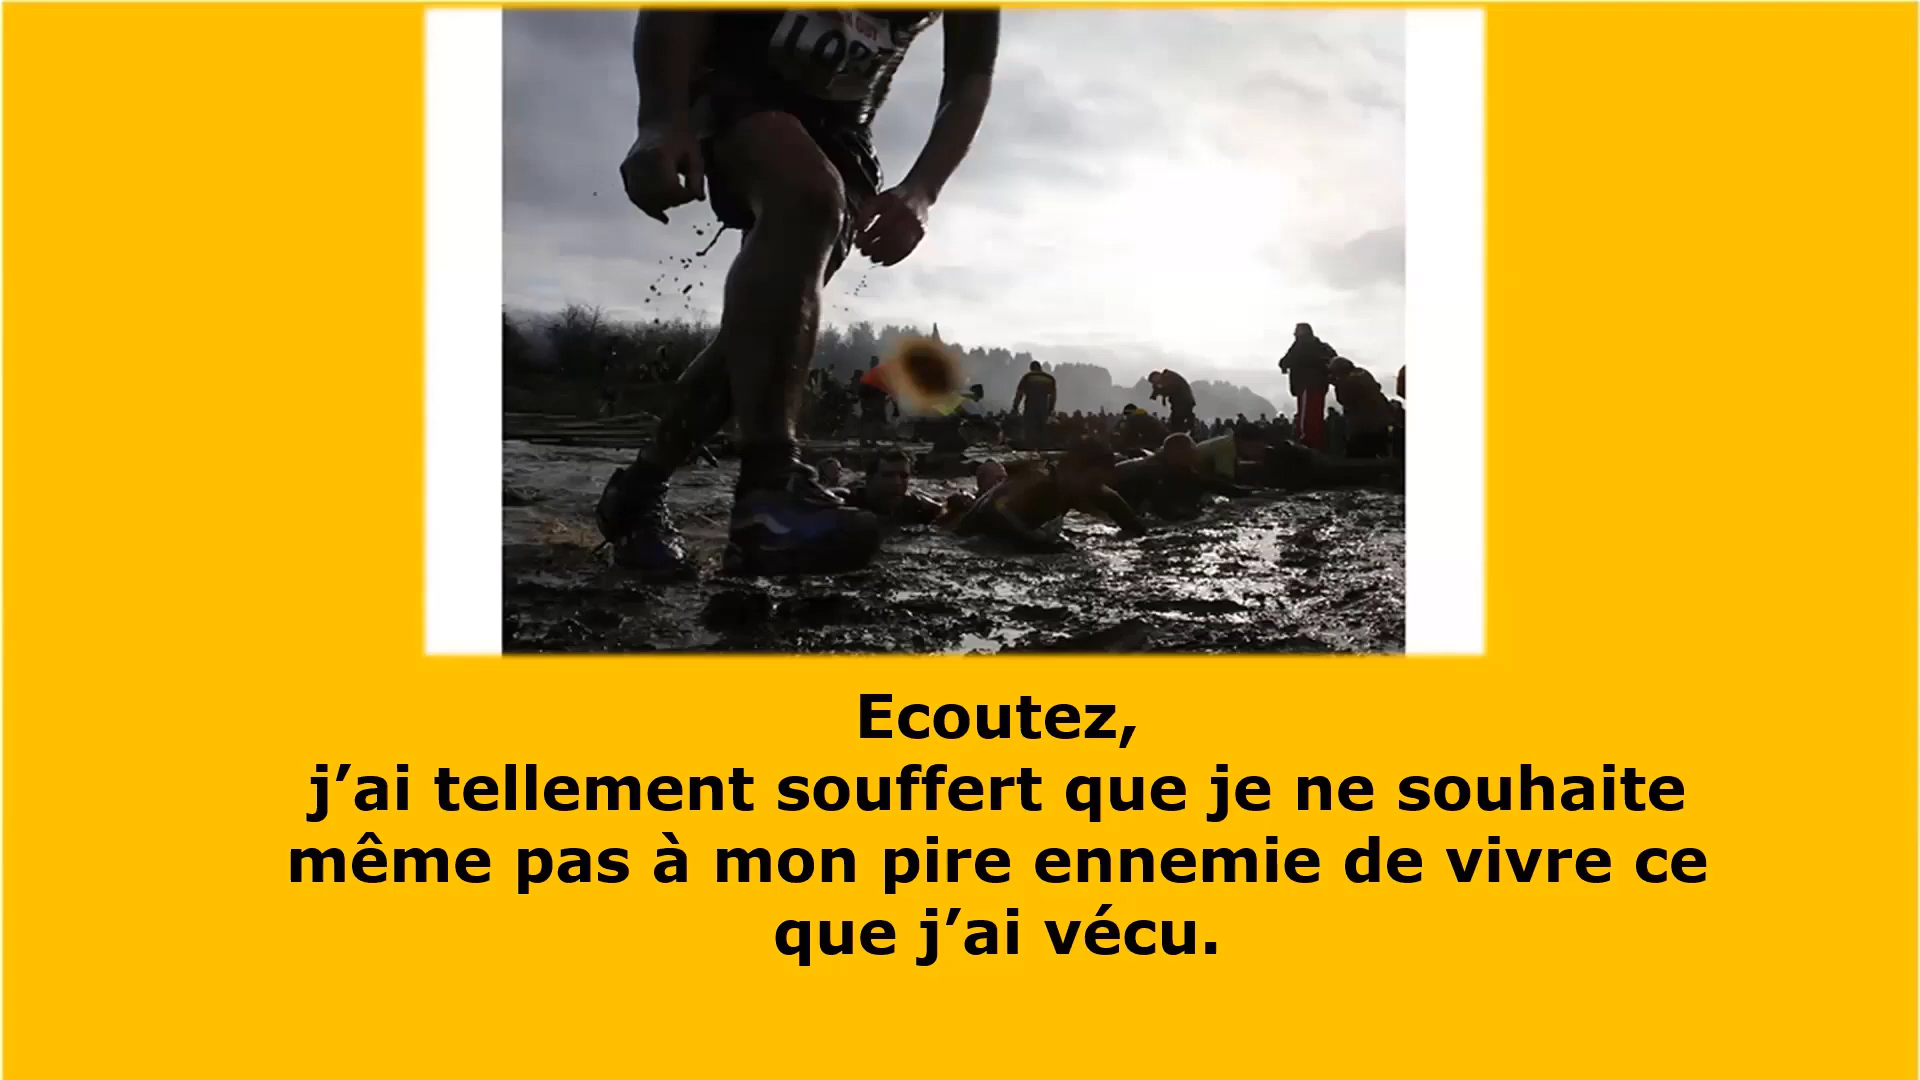 Ecoutez,
j’ai tellement souffert que je ne souhaite
même pas à mon pire ennemie de vivre ce
que j’ai vécu.